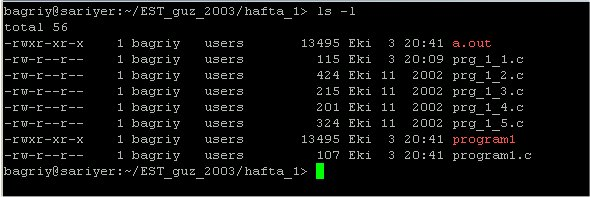 bagriy@sariyer:~/EST_guz_2003/hafta_1> ls -l
total 56
-rwxr-xr-x 1 bagriy users 13495 Eki 3 20:41 a.out
-rw-r--r-- 1 bagriy users 115 Eki 3 20:09 prg_1_1.c
-rw-r--r-- 1 bagriy users 424 Eki 11 2002 prg_1_2.c
-rw-r--r-- 1 bagriy users 215 Eki 11 2002 prg_1_3.c
-rw-r--r-- 1 bagriy users 201 Eki 11 2002 prg_1_4.c
-rw-r--r-- 1 bagriy users 324 Eki 11 2002 prg_1_5.c
-rwxr-xr-x 1 bagriy users 13495 Eki 3 20:41 program1
-rw-r--r-- 1 bagriy users 107 Eki 3 20:41 program1.c
bagriy@sariyer:~/EST_guz_2003/hafta_1>